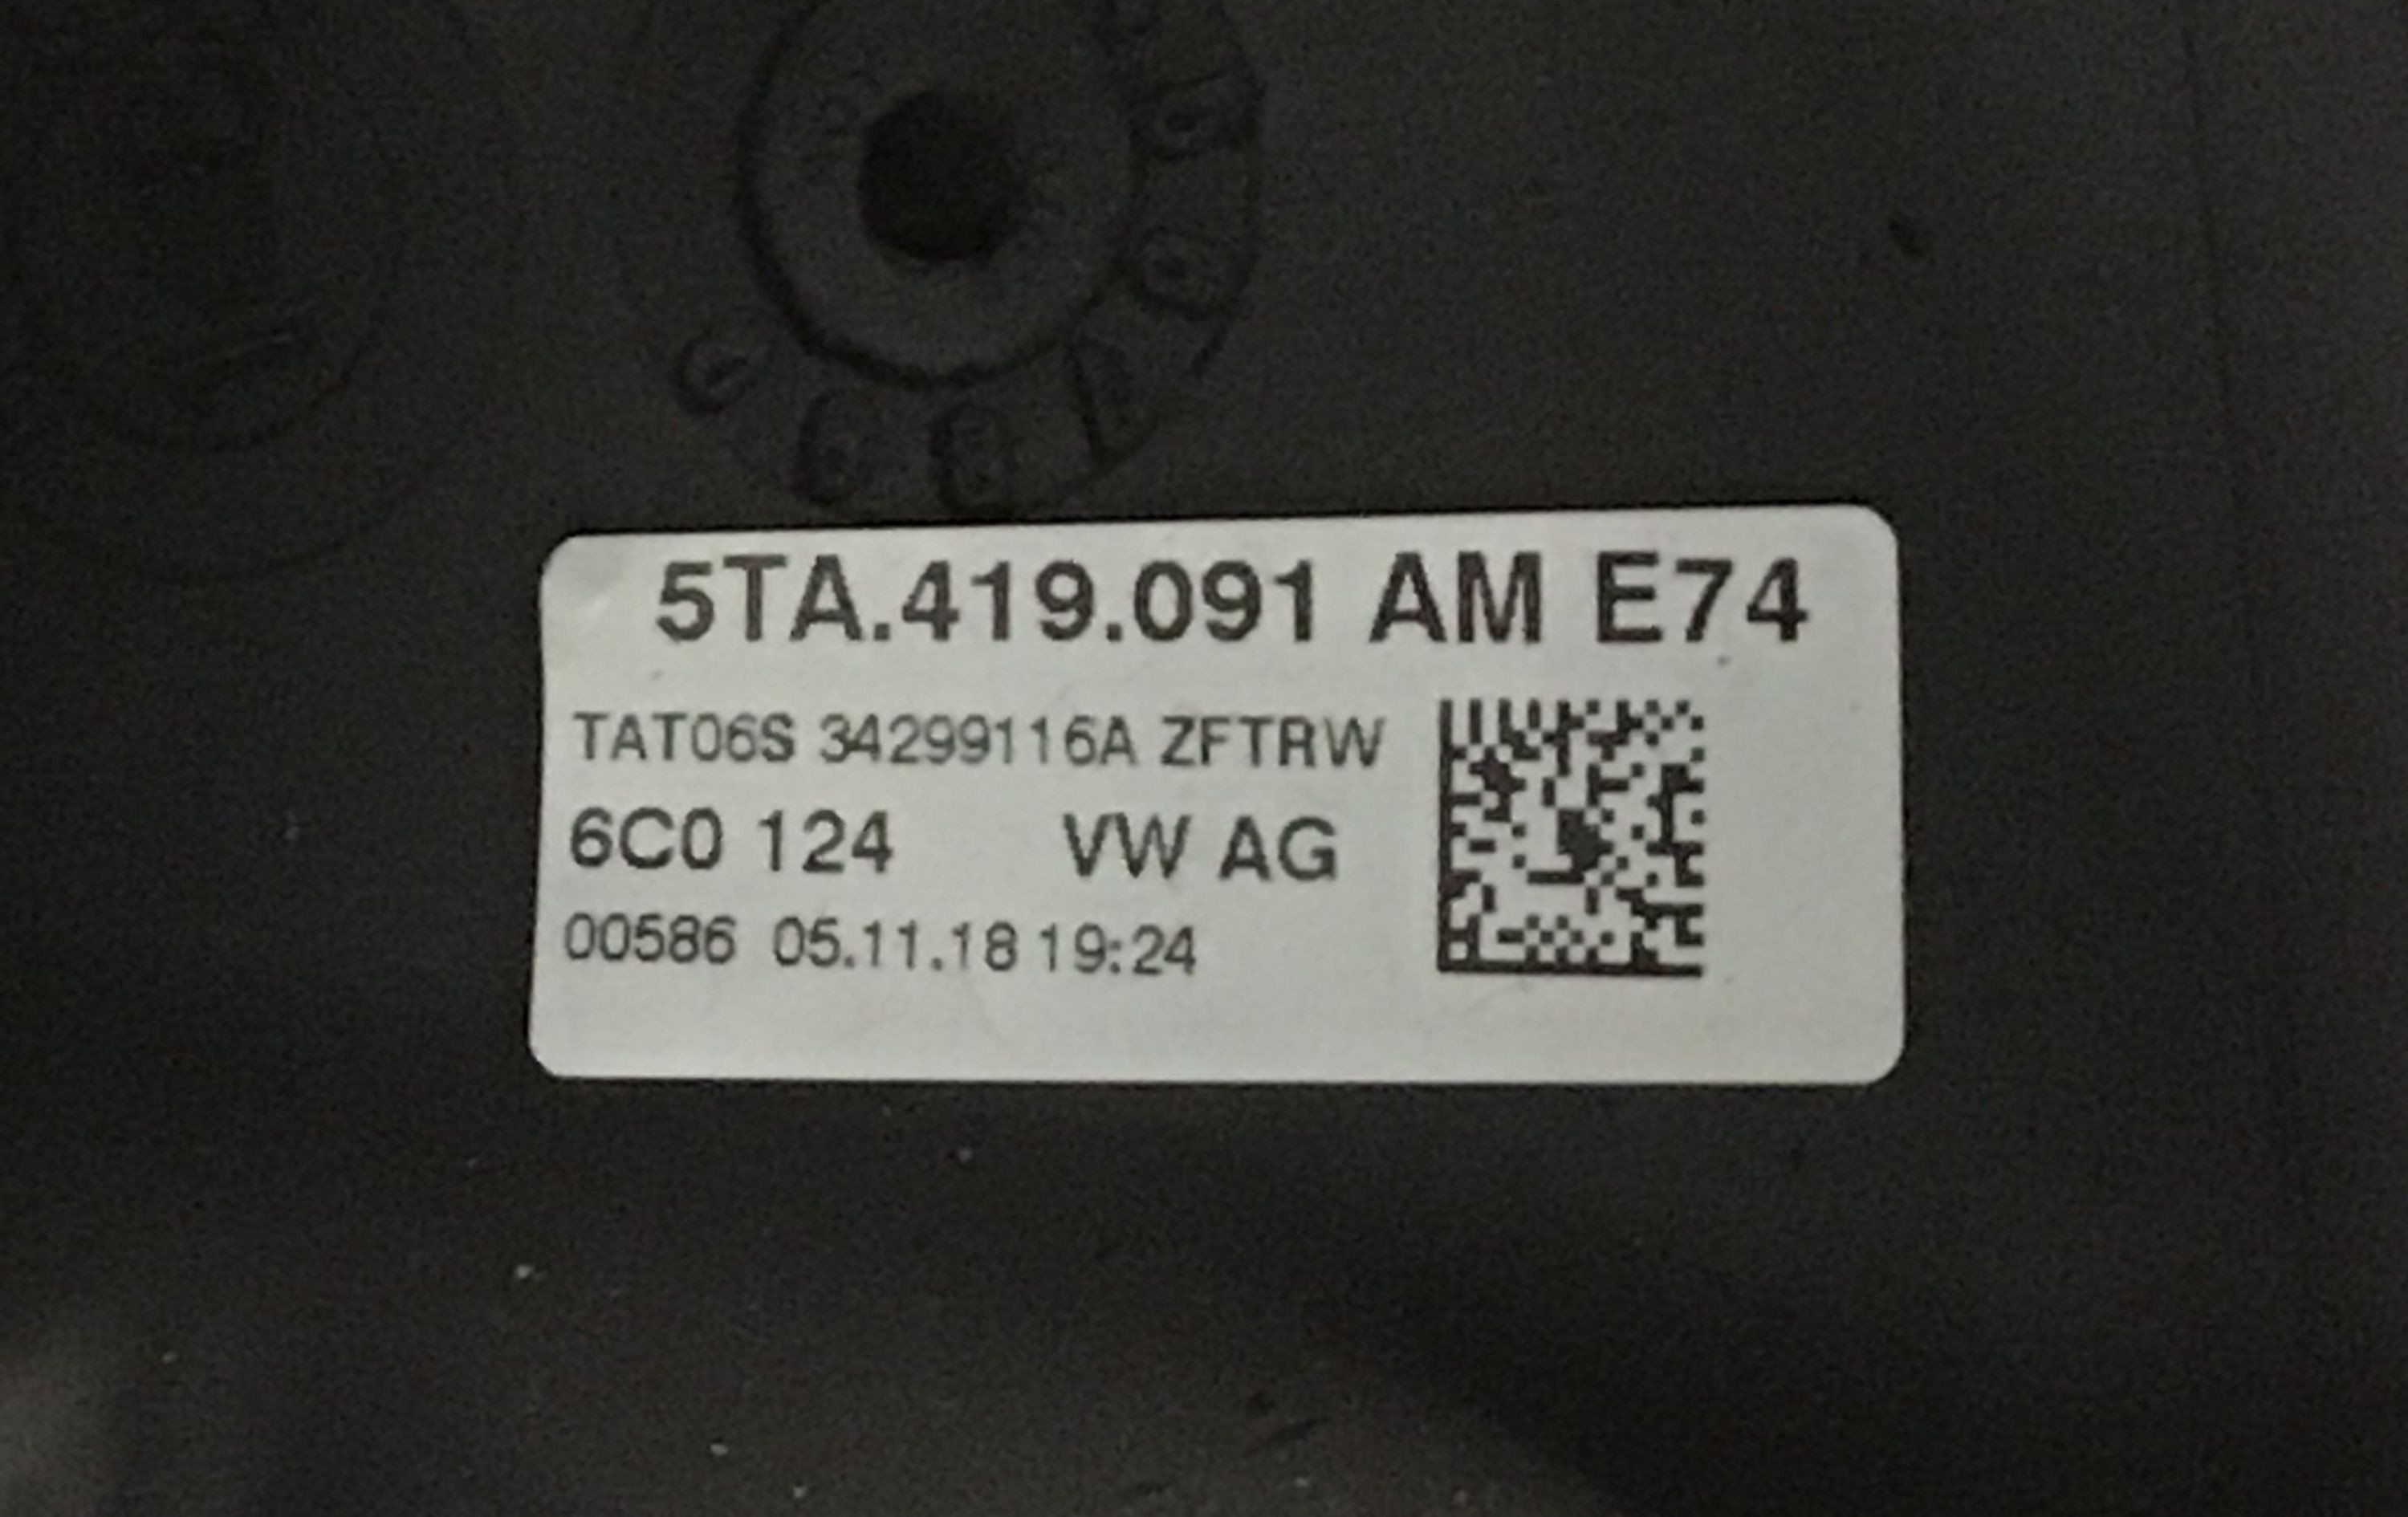 5TA.419.091 AM E74
TAT06S 34299116A ZFTRW
6C0 124 VW AG
00586 05.11.18 19:24